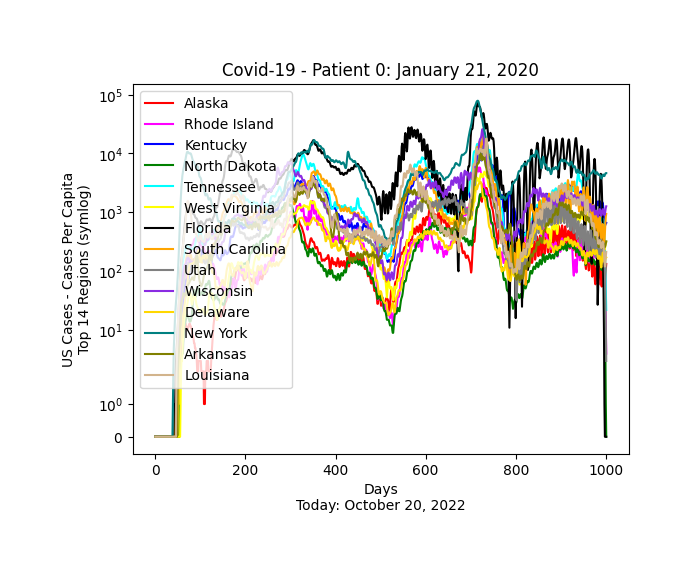 Covid-19 - Patient 0: January 21, 2020
US Cases - Cases Per Capita
Top 14 Regions (symlog)
10^5
10^4
10^3
10^2
10^1
10^0
0
Alaska
Rhode Island
Kentucky
North Dakota
Tennessee
West Virginia
Florida
South Carolina
Utah
Wisconsin
Delaware
New York
Arkansas
Louisiana
0 200 400 600 800 1000
Days
Today: October 20, 2022